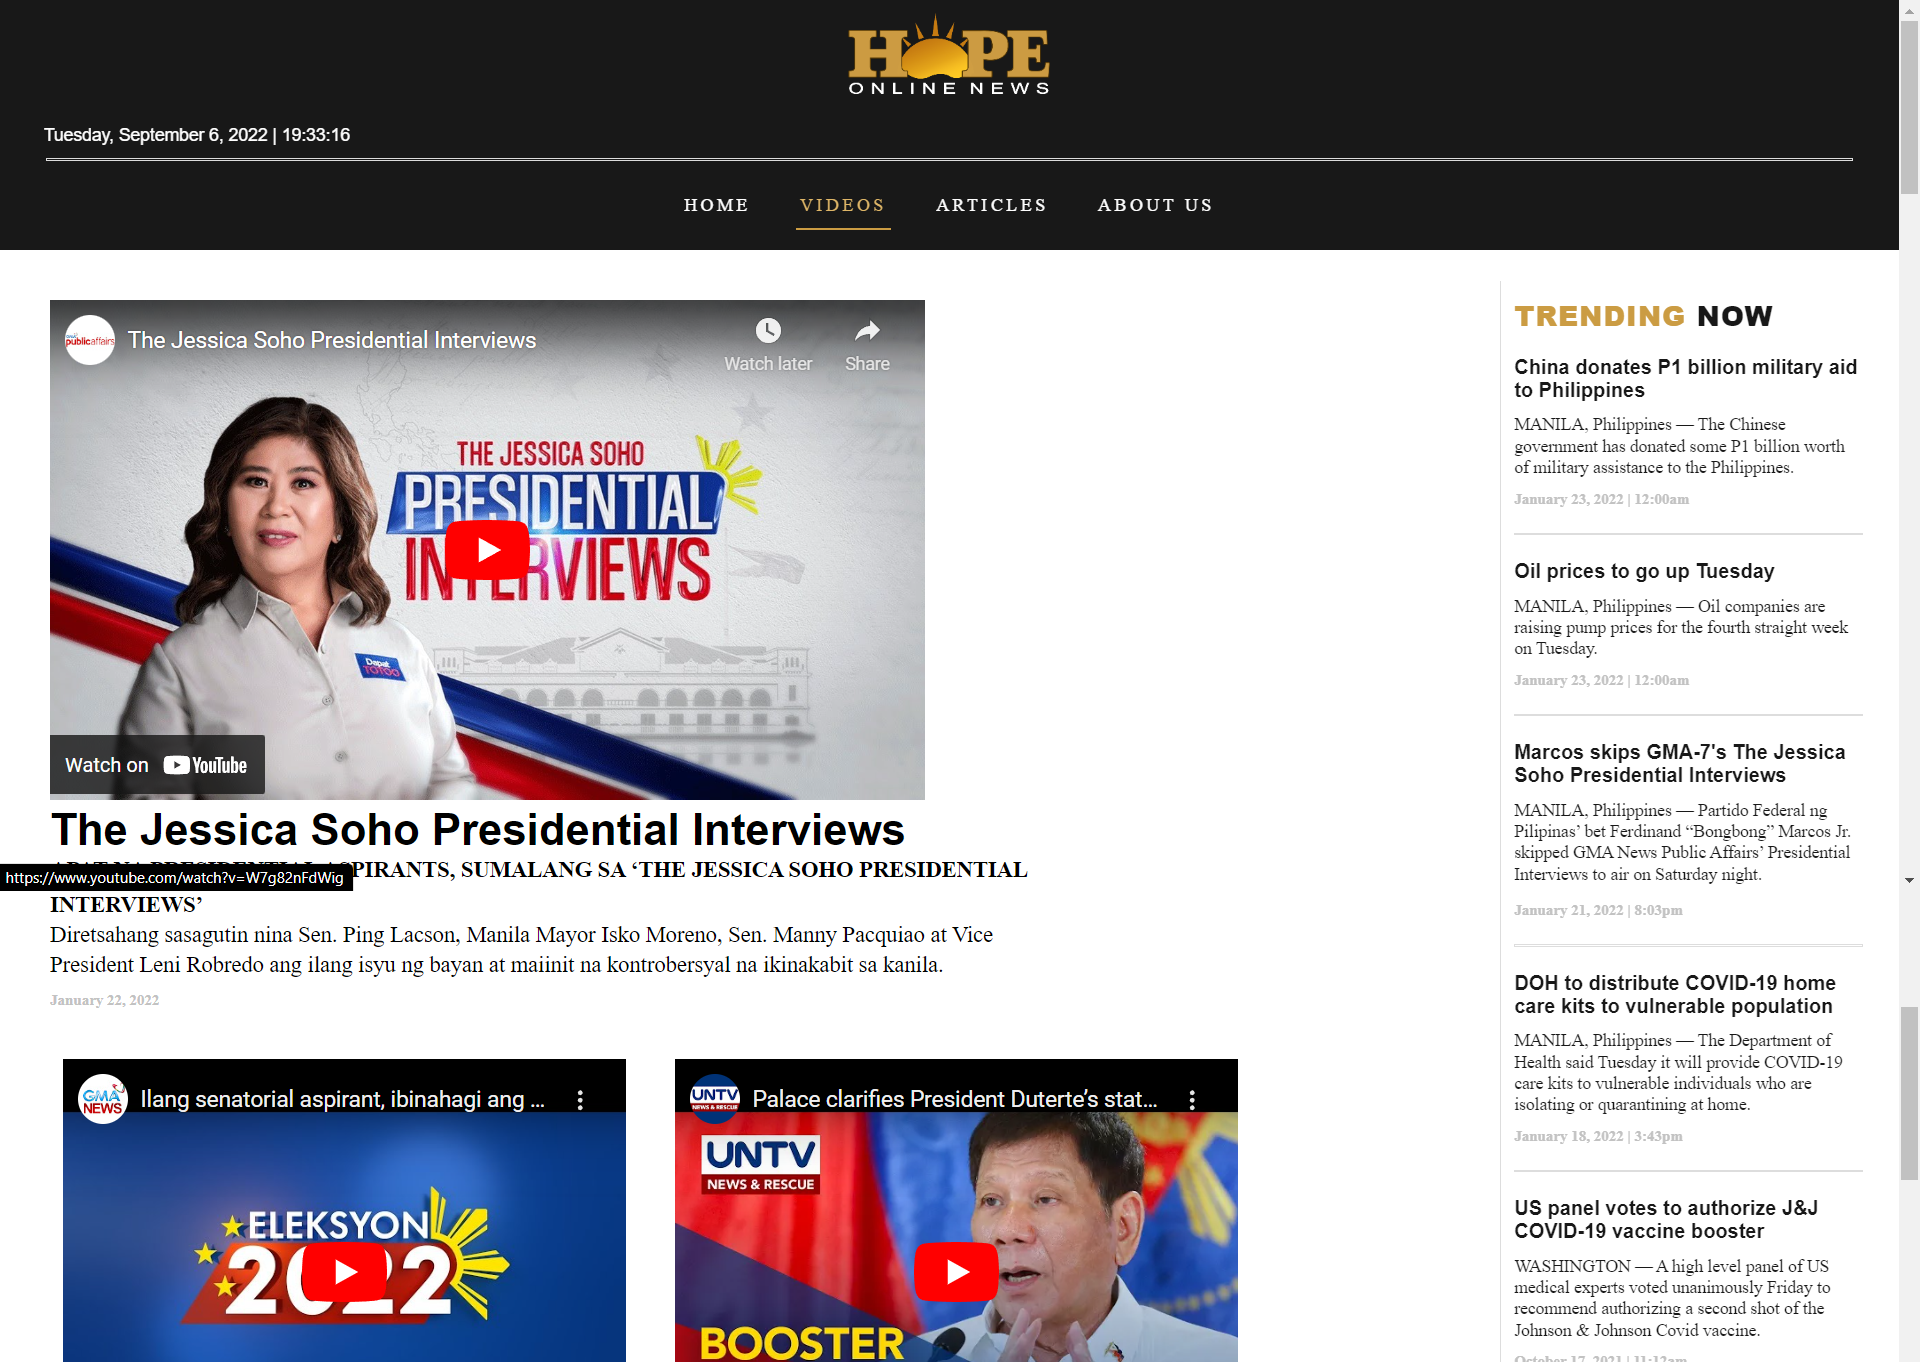 HOPE
ONLINE NEWS
Tuesday, September 6, 2022 | 19:33:16
HOME
VIDEOS
ARTICLES
ABOUT US
publicaffairs
The Jessica Soho Presidential Interviews
Watch later
Share
THE JESSICA SOHO
PRESIDENTIAL
INTERVIEWS
Dapat
TOTOO
Watch on YouTube
The Jessica Soho Presidential Interviews
APAT NA PRESIDENTIAL ASPIRANTS, SUMALANG SA ‘THE JESSICA SOHO PRESIDENTIAL
https://www.youtube.com/watch?v=W7g82nFdWig
INTERVIEWS’
Diretsahang sasagutin nina Sen. Ping Lacson, Manila Mayor Isko Moreno, Sen. Manny Pacquiao at Vice
President Leni Robredo ang ilang isyu ng bayan at maiinit na kontrobersyal na ikinakabit sa kanila.
January 22, 2022
GMA
NEWS
Ilang senatorial aspirant, ibinahagi ang ...
ELEKSYON
2022
UNTV
NEWS & RESCUE
Palace clarifies President Duterte’s stat...
UNTV
NEWS & RESCUE
BOOSTER
TRENDING NOW
China donates P1 billion military aid
to Philippines
MANILA, Philippines — The Chinese
government has donated some P1 billion worth
of military assistance to the Philippines.
January 23, 2022 | 12:00am
Oil prices to go up Tuesday
MANILA, Philippines — Oil companies are
raising pump prices for the fourth straight week
on Tuesday.
January 23, 2022 | 12:00am
Marcos skips GMA-7's The Jessica
Soho Presidential Interviews
MANILA, Philippines — Partido Federal ng
Pilipinas’ bet Ferdinand “Bongbong” Marcos Jr.
skipped GMA News Public Affairs’ Presidential
Interviews to air on Saturday night.
January 21, 2022 | 8:03pm
DOH to distribute COVID-19 home
care kits to vulnerable population
MANILA, Philippines — The Department of
Health said Tuesday it will provide COVID-19
care kits to vulnerable individuals who are
isolating or quarantining at home.
January 18, 2022 | 3:43pm
US panel votes to authorize J&J
COVID-19 vaccine booster
WASHINGTON — A high level panel of US
medical experts voted unanimously Friday to
recommend authorizing a second shot of the
Johnson & Johnson Covid vaccine.
October 17, 2021 | 11:12am